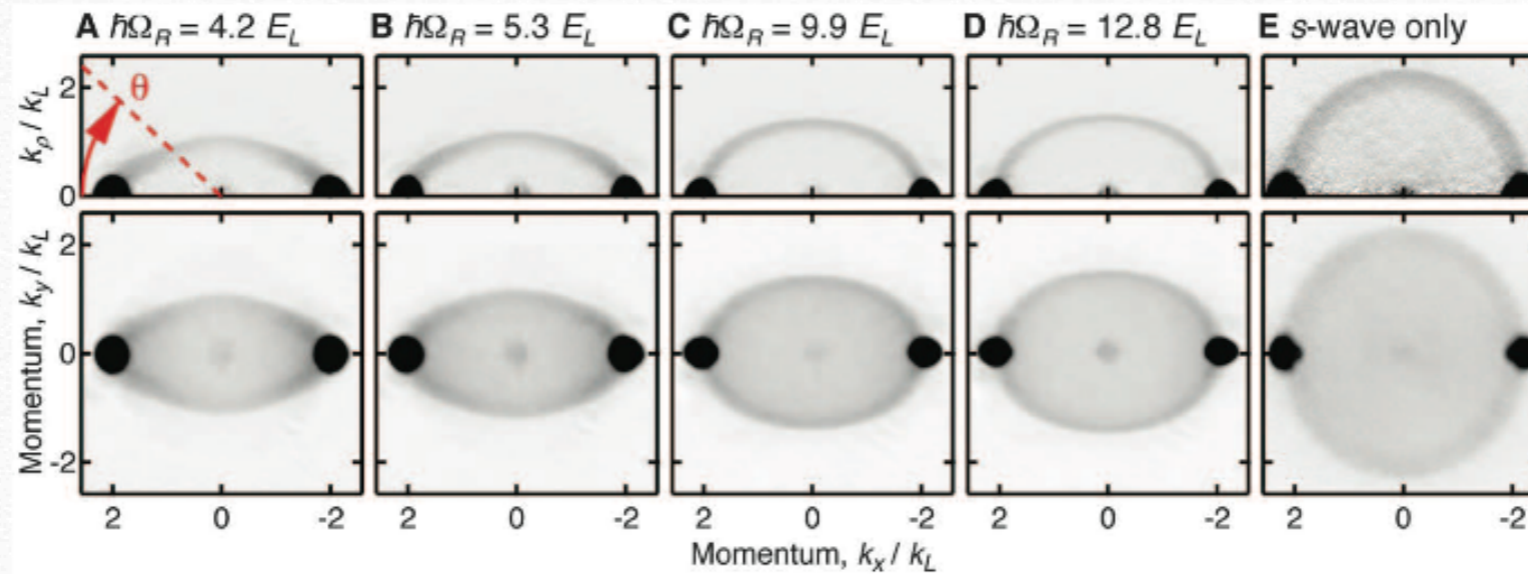 A ℏΩ_R = 4.2 E_L B ℏΩ_R = 5.3 E_L C ℏΩ_R = 9.9 E_L D ℏΩ_R = 12.8 E_L E s-wave only
k_ρ / k_L
2
0
θ
Momentum, k_y / k_L
2
0
-2
2 0 -2 2 0 -2 2 0 -2 2 0 -2 2 0 -2
Momentum, k_x / k_L